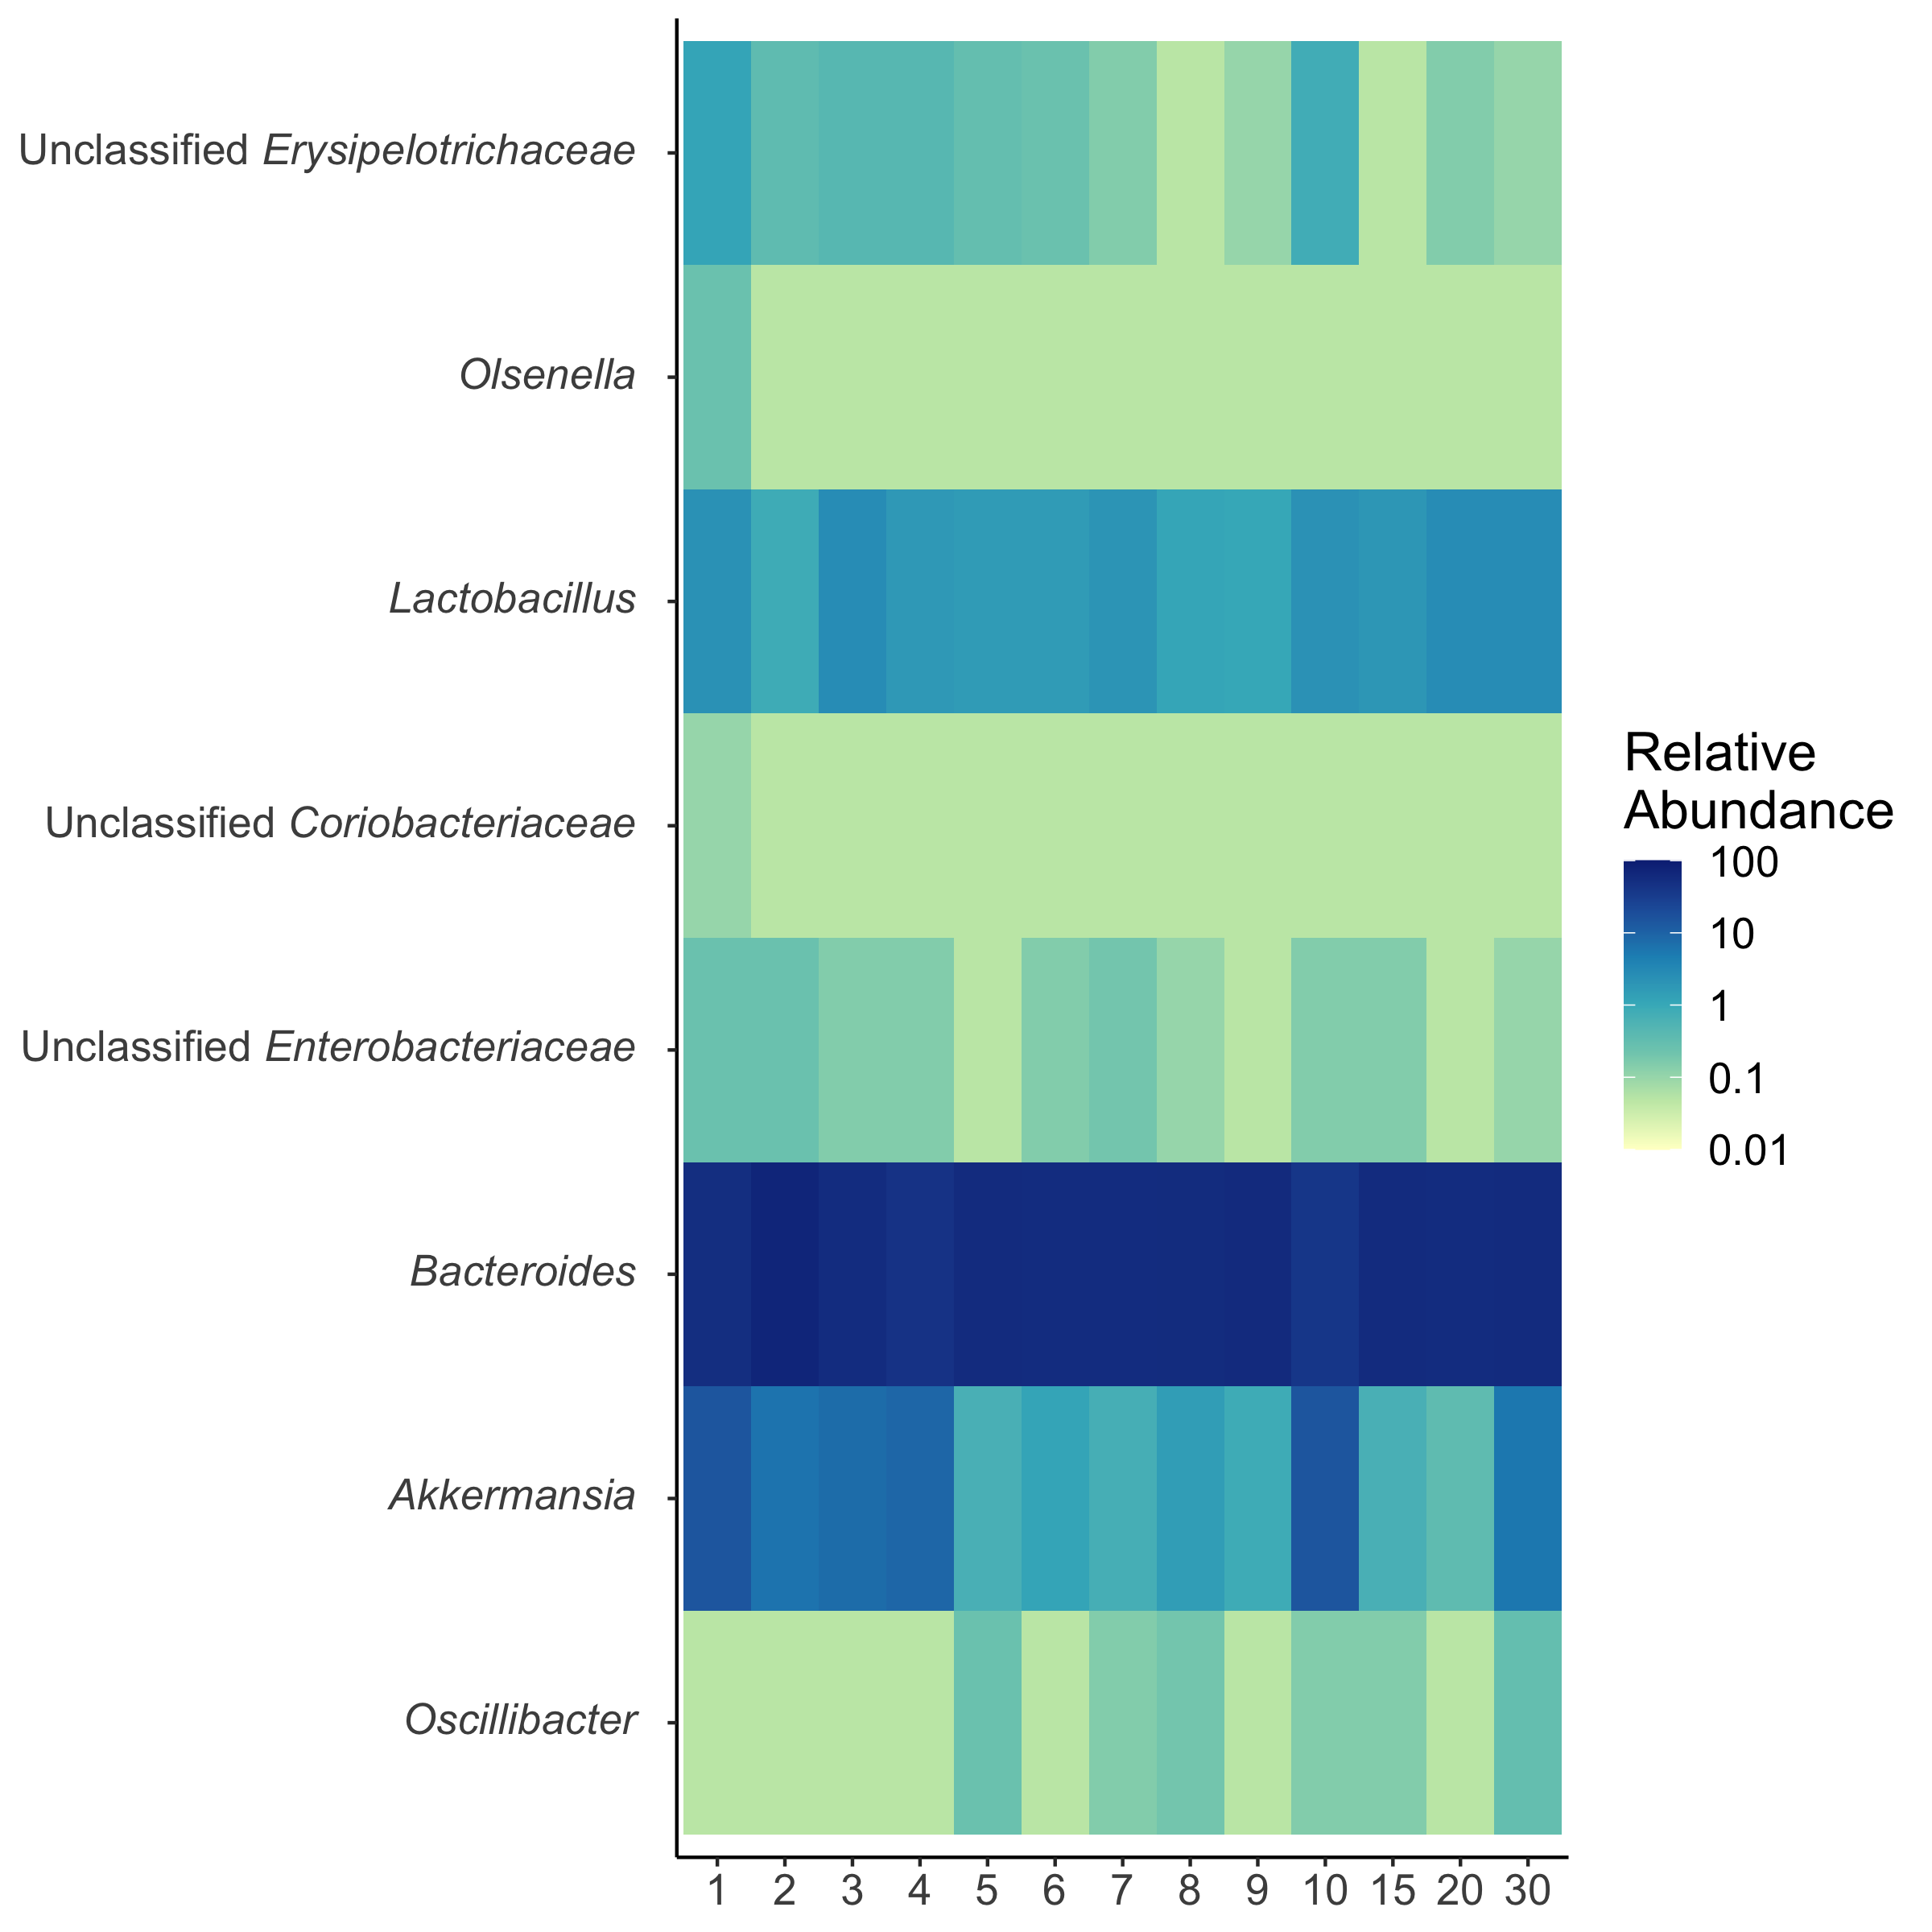 Unclassified Erysipelotrichaceae
Olsenella
Lactobacillus
Unclassified Coriobacteriaceae
Unclassified Enterobacteriaceae
Bacteroides
Akkermansia
Oscillibacter
1 2 3 4 5 6 7 8 9 10 15 20 30
Relative
Abundance
100
10
1
0.1
0.01